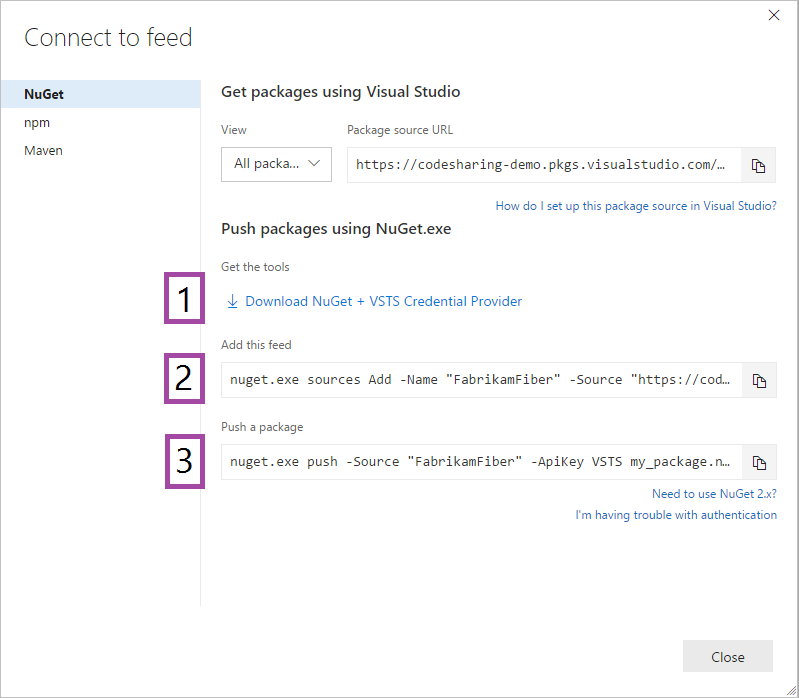 Connect to feed
NuGet
npm
Maven
Get packages using Visual Studio
View
Package source URL
All packa...
https://codesharing-demo.pkgs.visualstudio.com/…
How do I set up this package source in Visual Studio?
Push packages using NuGet.exe
Get the tools
1
Download NuGet + VSTS Credential Provider
Add this feed
2
nuget.exe sources Add -Name "FabrikamFiber" -Source "https://cod…
Push a package
3
nuget.exe push -Source "FabrikamFiber" -ApiKey VSTS my_package.n…
Need to use NuGet 2.x?
I'm having trouble with authentication
Close